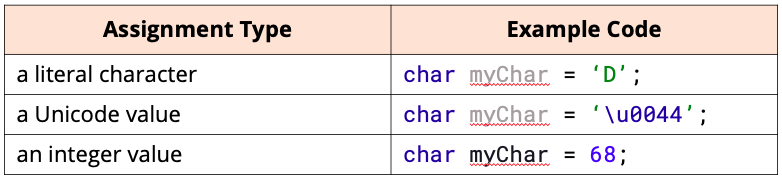 Assignment Type Example Code
a literal character char myChar = ‘D’;
a Unicode value char myChar = ‘\u0044’;
an integer value char myChar = 68;